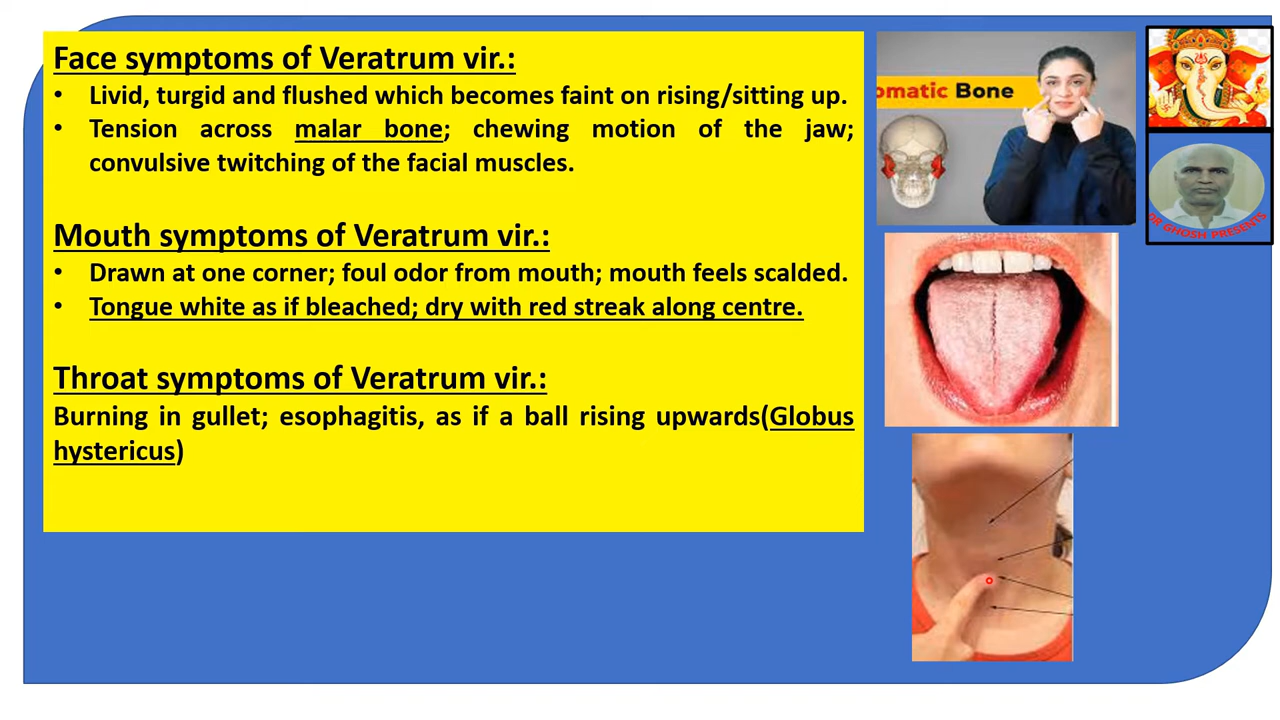 Face symptoms of Veratrum vir.:
• Livid, turgid and flushed which becomes faint on rising/sitting up.
• Tension across malar bone; chewing motion of the jaw;
convulsive twitching of the facial muscles.
Mouth symptoms of Veratrum vir.:
• Drawn at one corner; foul odor from mouth; mouth feels scalded.
• Tongue white as if bleached; dry with red streak along centre.
Throat symptoms of Veratrum vir.:
Burning in gullet; esophagitis, as if a ball rising upwards(Globus
hystericus)
omatic Bone
DR GHOSH PRESENTS